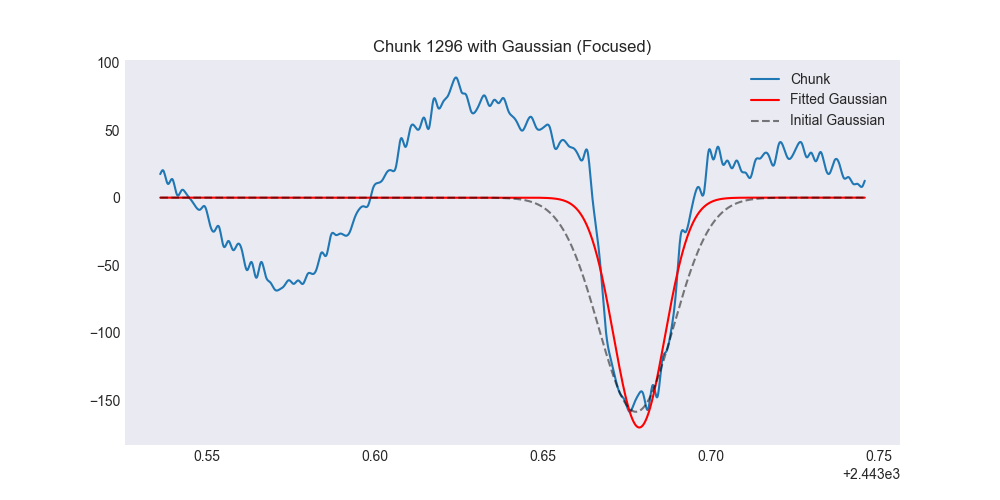 Chunk 1296 with Gaussian (Focused)
100
50
0
−50
−100
−150
Chunk
Fitted Gaussian
Initial Gaussian
0.55 0.60 0.65 0.70 0.75
+2.443e3